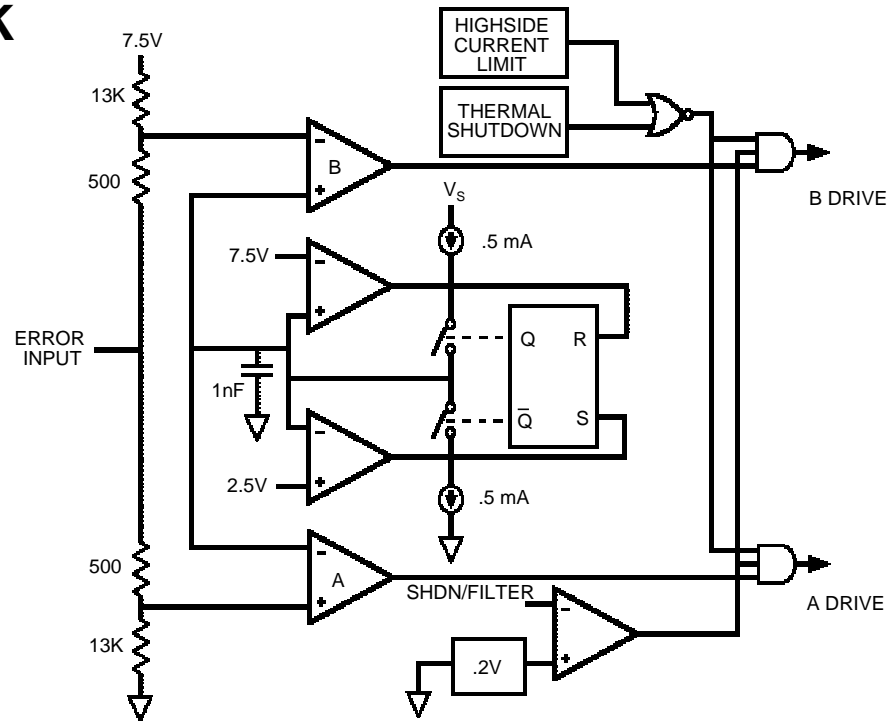 K
7.5V
13K
500
ERROR
INPUT
1nF
500
13K
HIGHSIDE
CURRENT
LIMIT
THERMAL
SHUTDOWN
-
B
+
VS
.5 mA
7.5V
-
+
Q
R
Q̅
S
-
+
2.5V
.5 mA
-
A
+
SHDN/FILTER
-
+
.2V
B DRIVE
A DRIVE